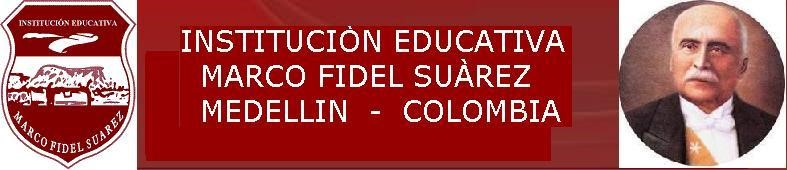 INSTITUCIÓN EDUCATIVA
MARCO FIDEL SUAREZ
INSTITUCIÒN EDUCATIVA
MARCO FIDEL SUÀREZ
MEDELLIN - COLOMBIA